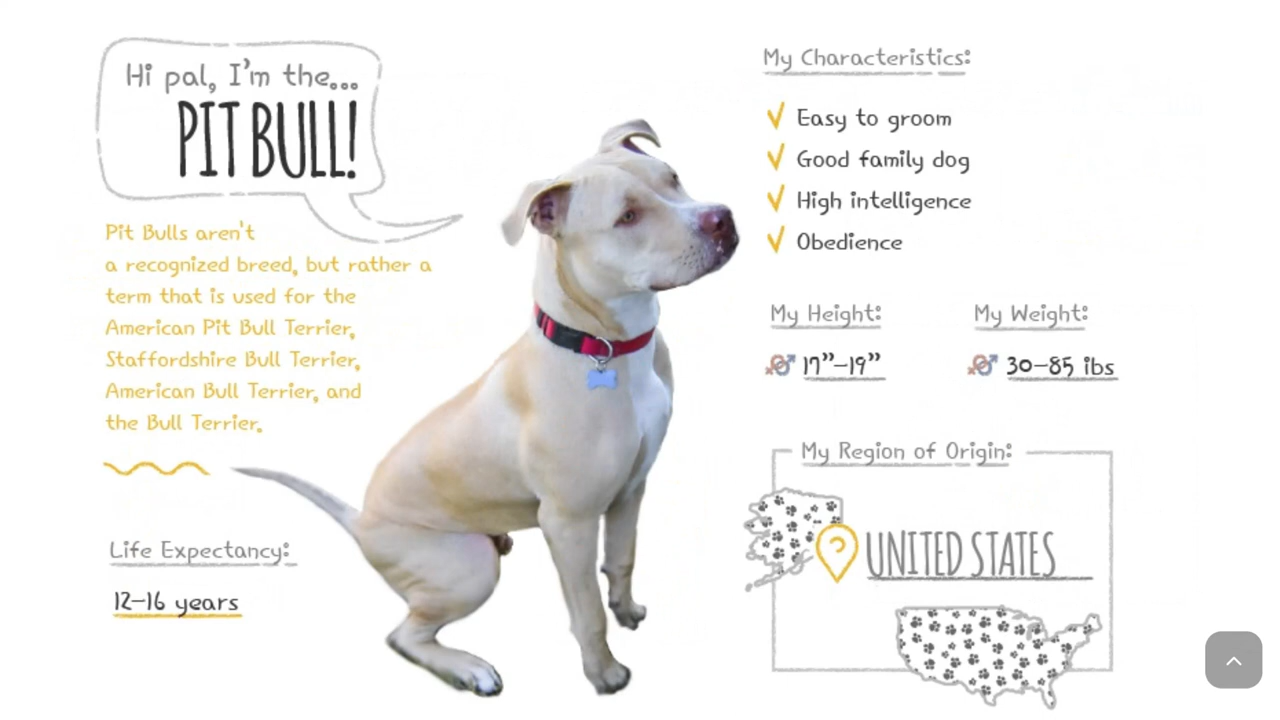 Hi pal, I'm the...
PIT BULL!
Pit Bulls aren't
a recognized breed, but rather a
term that is used for the
American Pit Bull Terrier,
Staffordshire Bull Terrier,
American Bull Terrier, and
the Bull Terrier.
Life Expectancy:
12–16 years
My Characteristics:
Easy to groom
Good family dog
High intelligence
Obedience
My Height:
17”–19”
My Weight:
30–85 ibs
My Region of Origin:
UNITED STATES